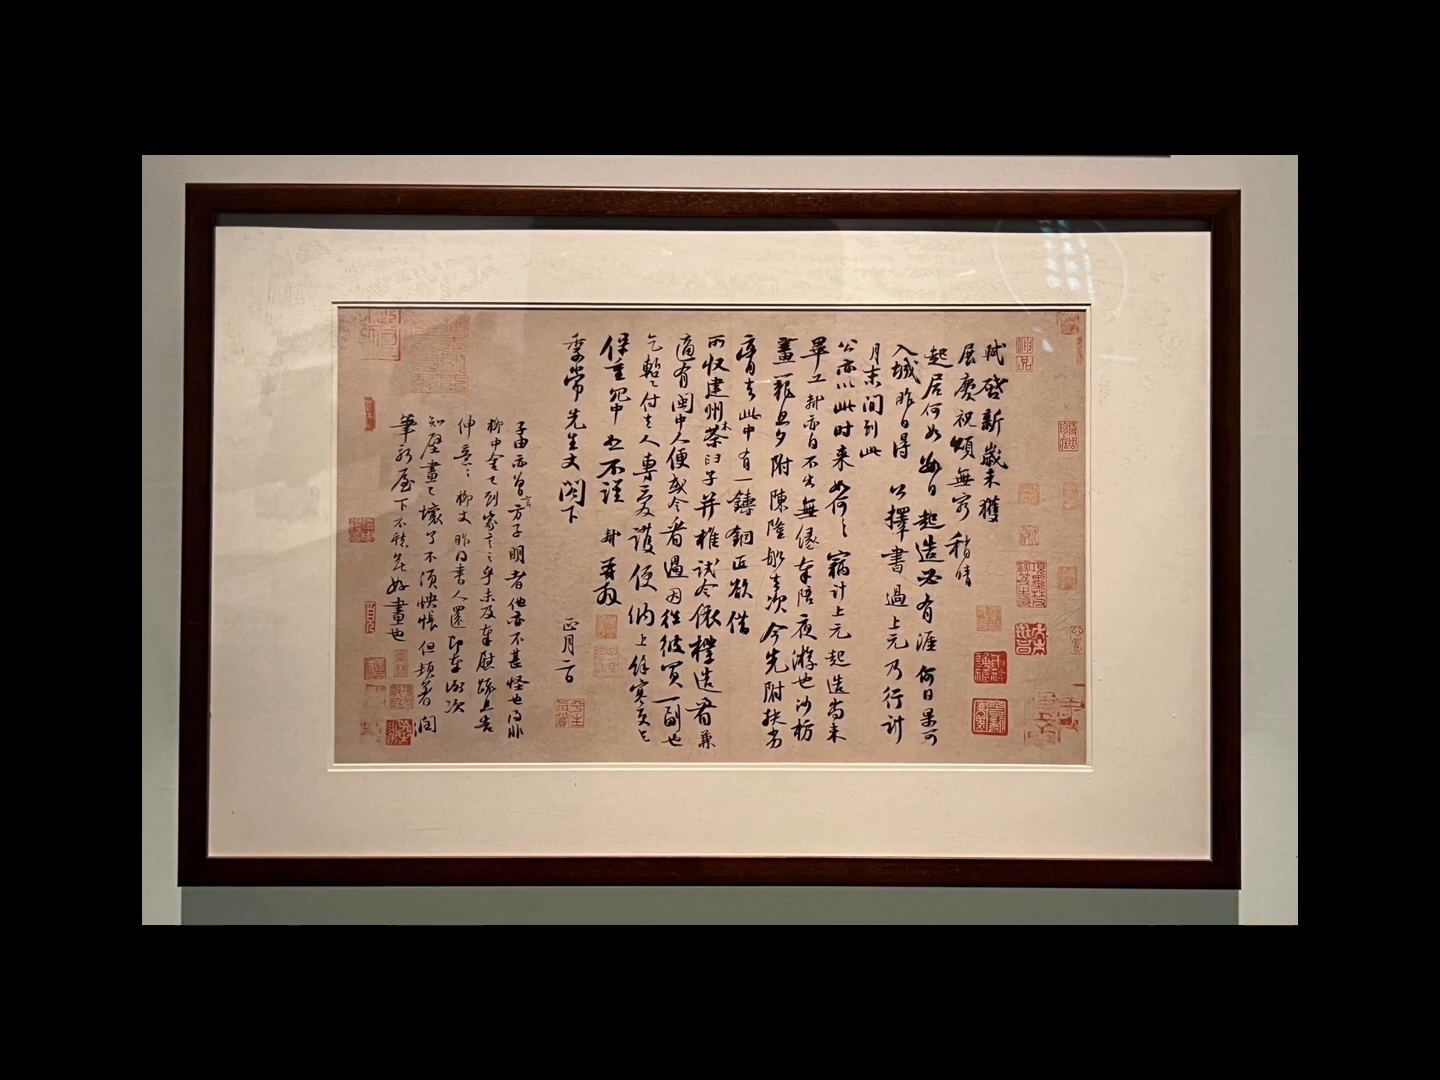 軾啓新歲未獲
展慶祝頌無窮稍晴
起居何如數日起造必有涯何日果可
入城昨日得公擇書過上元乃行計
月末間到此
公亦以此時來如何何竊計上元起造尚未
畢工軾亦自不出無緣奉陪夜游也沙枋
畫籠旦夕附陳隆船去次今先附扶劣
膏去此中有一鑄銅匠欲借
所收建州木茶臼子并椎試令依樣造看兼
適有閩中人便或令看過因往彼買一副也
乞暫付去人專愛護便納上餘寒更乞
保重冗中恕不謹軾再拜
季常先生丈閤下
正月二日
子由亦曾言方子明者他亦不甚怪也得非
柳中舍已到家言之乎未及奉慰疏且告
伸意伸意柳丈昨得書人還即奉謝次
知壁畫已壞了不須怏悵但頓著潤
筆新屋下不愁無好畫也